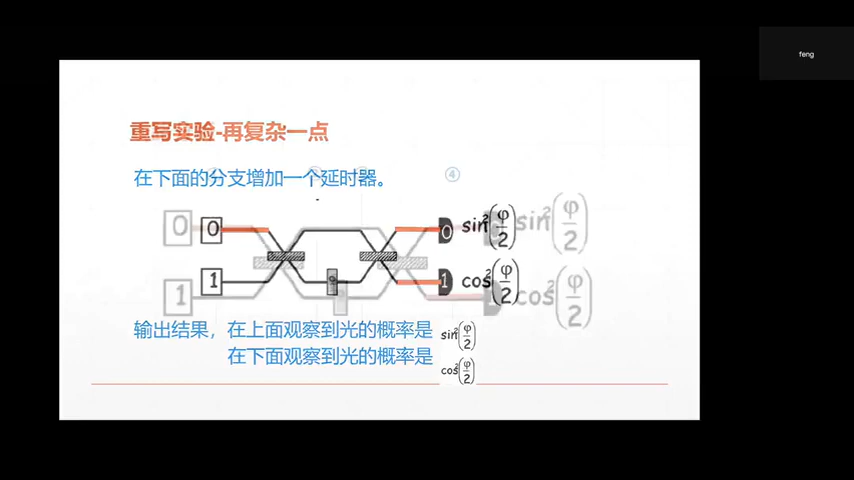 feng
重写实验-再复杂一点
在下面的分支增加一个延时器。
④
0 0 0 sin²(φ/2) sin²(φ/2)
1 1 φ 1 cos²(φ/2) cos²(φ/2)
输出结果，在上面观察到光的概率是 sin²(φ/2)
在下面观察到光的概率是 cos²(φ/2)